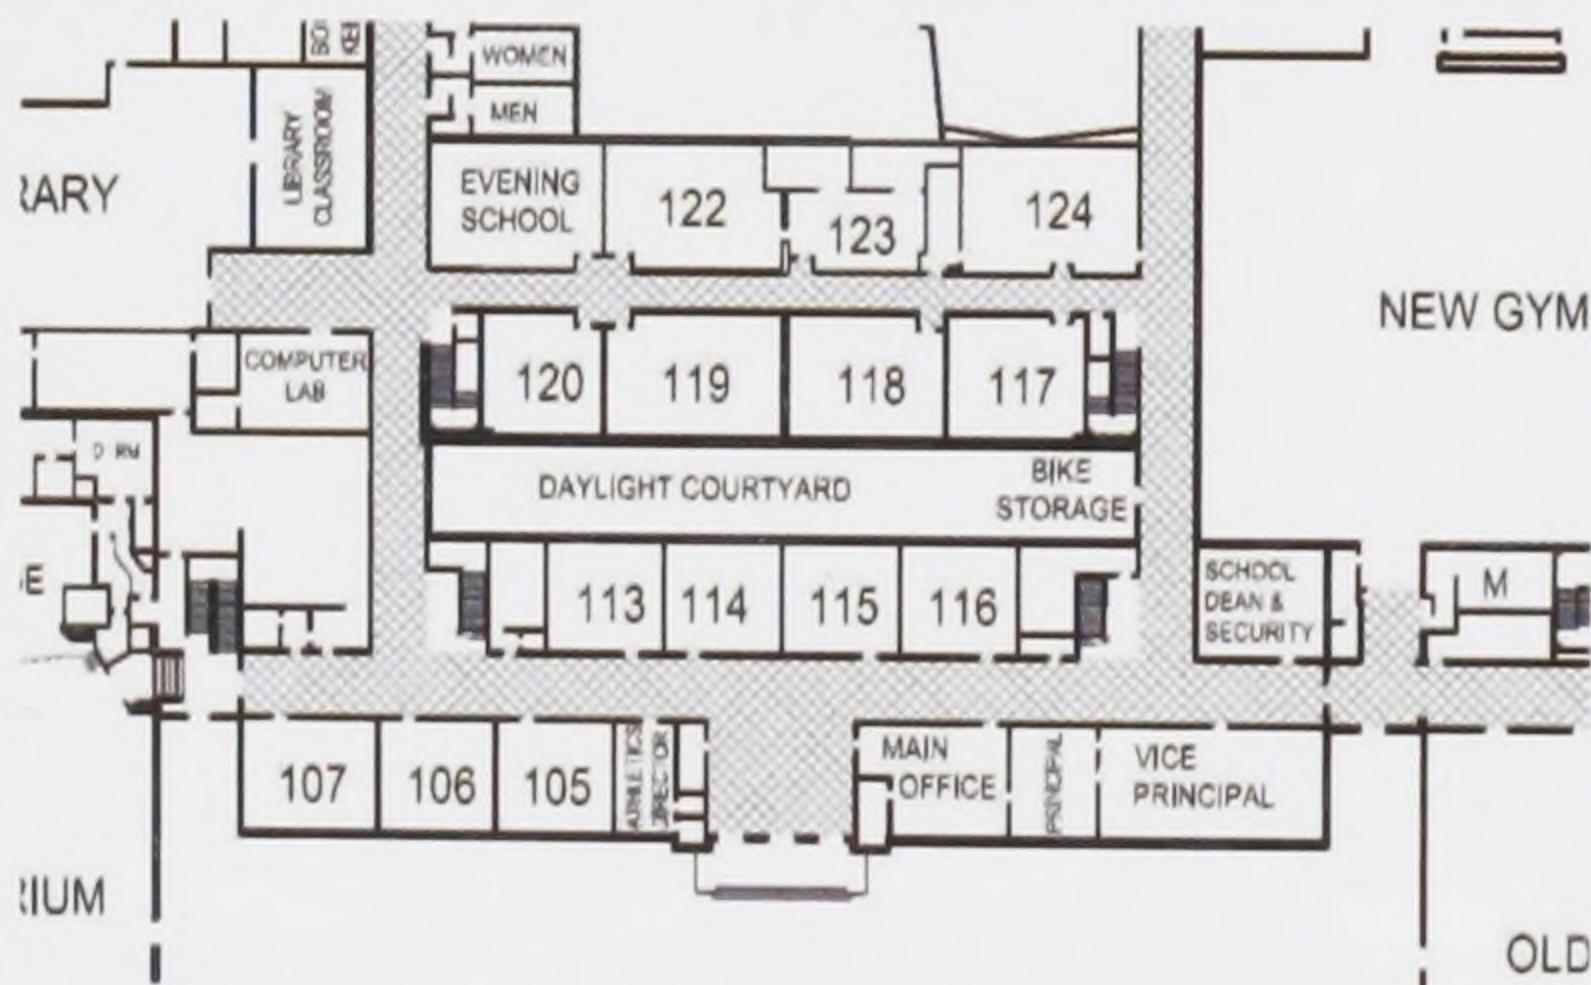 WOMEN
MEN
LIBRARY
CLASSROOM
RARY
EVENING
SCHOOL
122
123
124
NEW GYM
COMPUTER
LAB
120
119
118
117
DAYLIGHT COURTYARD
BIKE
STORAGE
E
113
114
115
116
SCHOOL
DEAN &
SECURITY
M
107
106
105
ATHLETICS
DIRECTOR
MAIN
OFFICE
PRINCIPAL
VICE
PRINCIPAL
RIUM
OLD